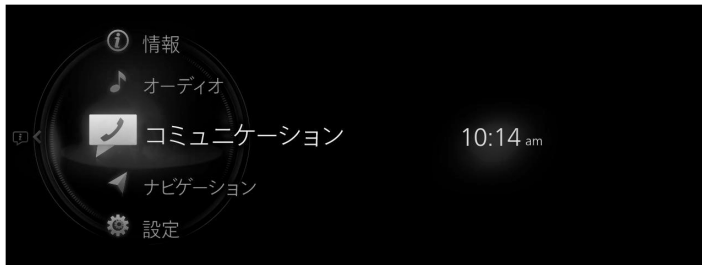 情報
オーディオ
コミュニケーション
10:14 am
ナビゲーション
設定